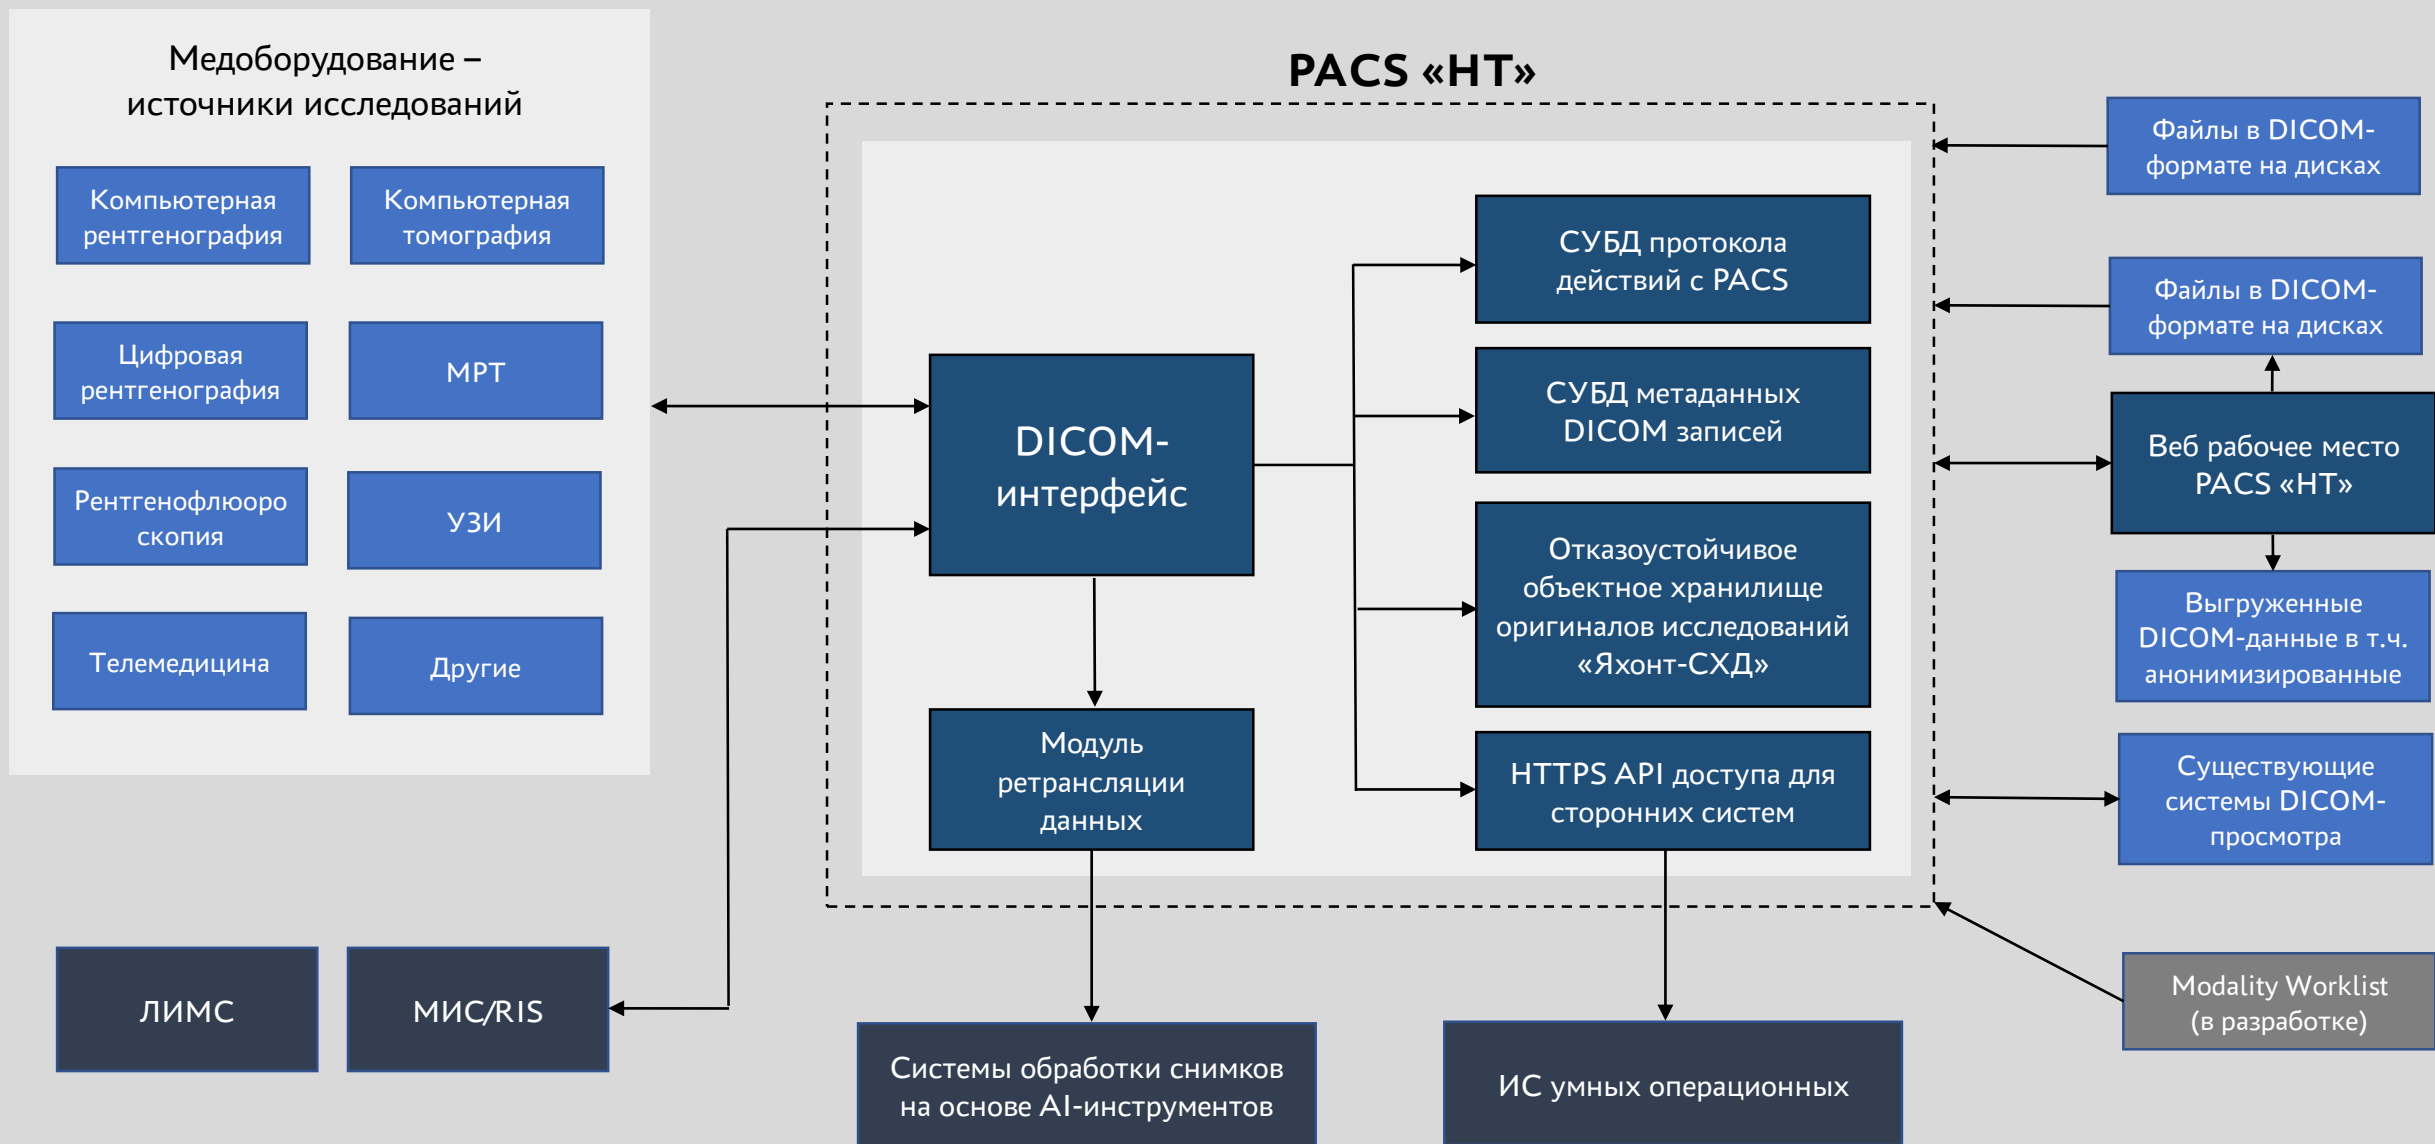 Медоборудование –
источники исследований
Компьютерная
рентгенография
Компьютерная
томография
Цифровая
рентгенография
МРТ
Рентгенофлюоро
скопия
УЗИ
Телемедицина
Другие
ЛИМС
МИС/RIS
PACS «НТ»
DICOM-
интерфейс
Модуль
ретрансляции
данных
СУБД протокола
действий с PACS
СУБД метаданных
DICOM записей
Отказоустойчивое
объектное хранилище
оригиналов исследований
«Яхонт-СХД»
HTTPS API доступа для
сторонних систем
Системы обработки снимков
на основе AI-инструментов
ИС умных операционных
Файлы в DICOM-
формате на дисках
Файлы в DICOM-
формате на дисках
Веб рабочее место
PACS «НТ»
Выгруженные
DICOM-данные в т.ч.
анонимизированные
Существующие
системы DICOM-
просмотра
Modality Worklist
(в разработке)